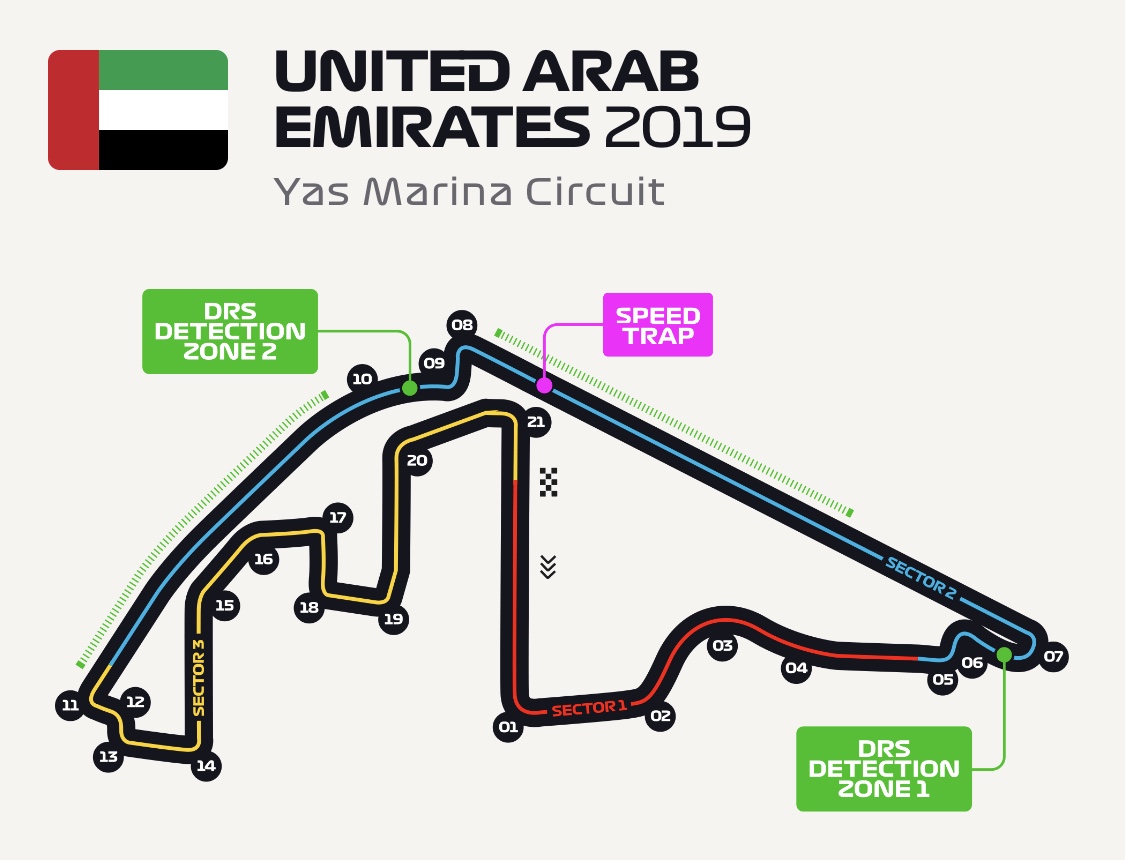 UNITED ARAB
EMIRATES 2019
Yas Marina Circuit
DRS
DETECTION
ZONE 2
SPEED
TRAP
08
09
10
21
20
17
16
18
19
15
SECTOR 2
SECTOR 3
03
04
05
06
07
11
12
13
14
01
SECTOR 1
02
DRS
DETECTION
ZONE 1